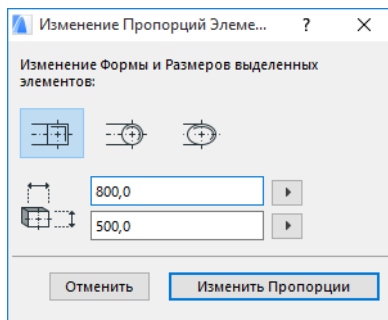 Изменение Пропорций Элеме...
Изменение Формы и Размеров выделенных
элементов:
800,0
500,0
Отменить
Изменить Пропорции